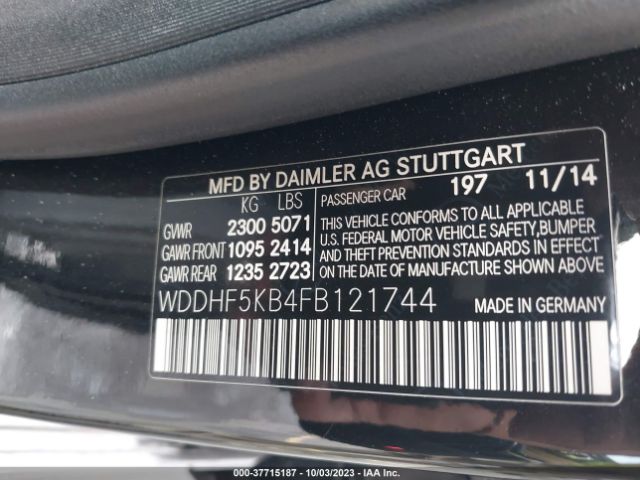 MFD BY DAIMLER AG STUTTGART
KG LBS
GVWR 2300 5071
GAWR FRONT 1095 2414
GAWR REAR 1235 2723
PASSENGER CAR 197 11/14
THIS VEHICLE CONFORMS TO ALL APPLICABLE
U.S. FEDERAL MOTOR VEHICLE SAFETY,BUMPER
AND THEFT PREVENTION STANDARDS IN EFFECT
ON THE DATE OF MANUFACTURE SHOWN ABOVE.
WDDHF5KB4FB121744 MADE IN GERMANY
000-37715187 - 10/03/2023 - IAAI.COM